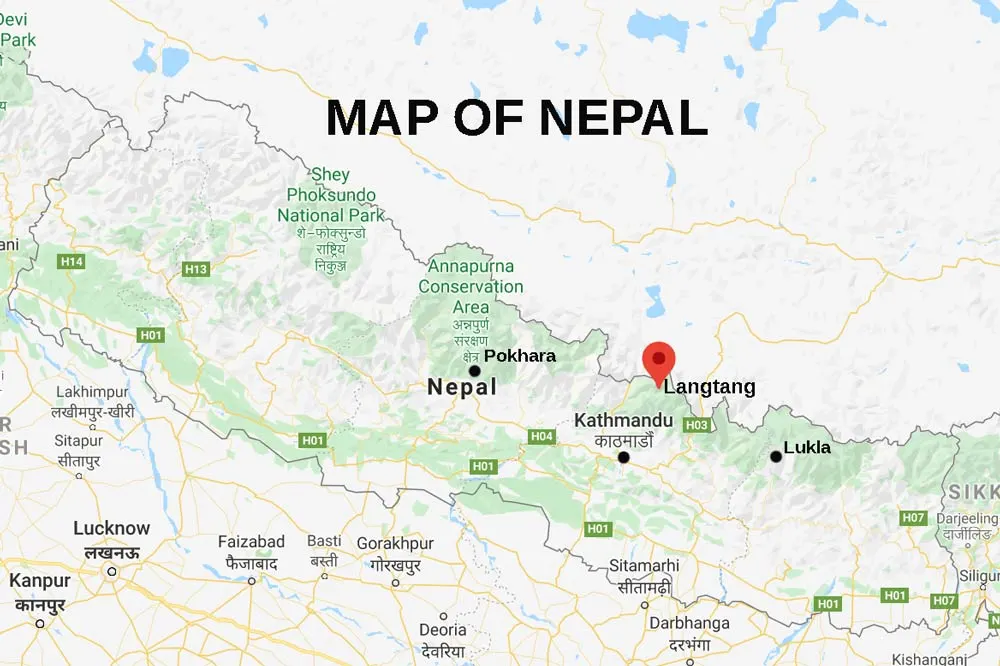 Devi
Park
MAP OF NEPAL
Shey
Phoksundo
National Park
शे-फोक्सुन्डो
राष्ट्रिय
निकुञ्ज
ani
H14
H13
Annapurna
Conservation
Area
अन्नपुर्ण
संरक्षण
क्षेत्र
Pokhara
Nepal
H01
Langtang
Lakhimpur
लखीमपुर-खीरी
Kathmandu
काठमाडौं
H03
R
SH
Sitapur
सीतापुर
H01
H04
Lukla
H01
SIKK
Lucknow
लखनऊ
Faizabad
फैजाबाद
Basti
बस्ती
Gorakhpur
गोरखपुर
H01
H07
Darjeeling
दार्जीलिङ
Kanpur
कानपुर
Sitamarhi
सीतामढ़ी
Siligur
H01
H01
H07
N
Deoria
देवरिया
Darbhanga
दरभंगा
Kishanganj